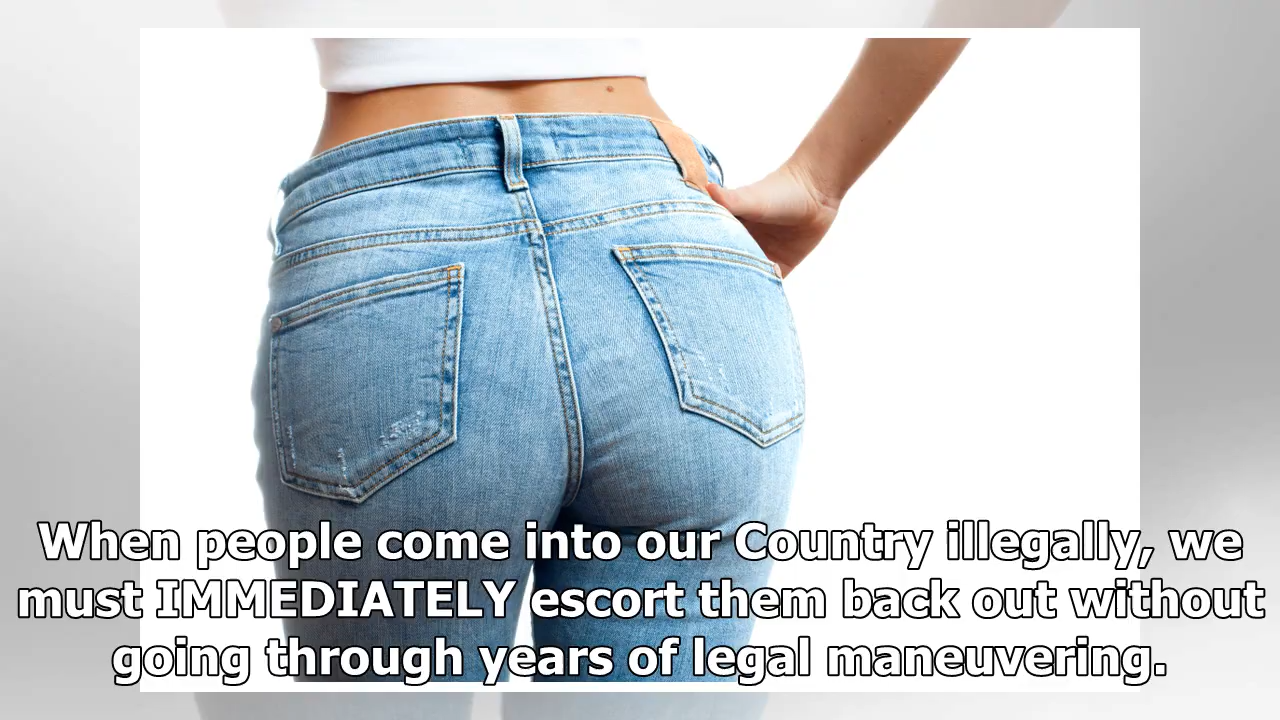 When people come into our Country illegally, we
must IMMEDIATELY escort them back out without
going through years of legal maneuvering.